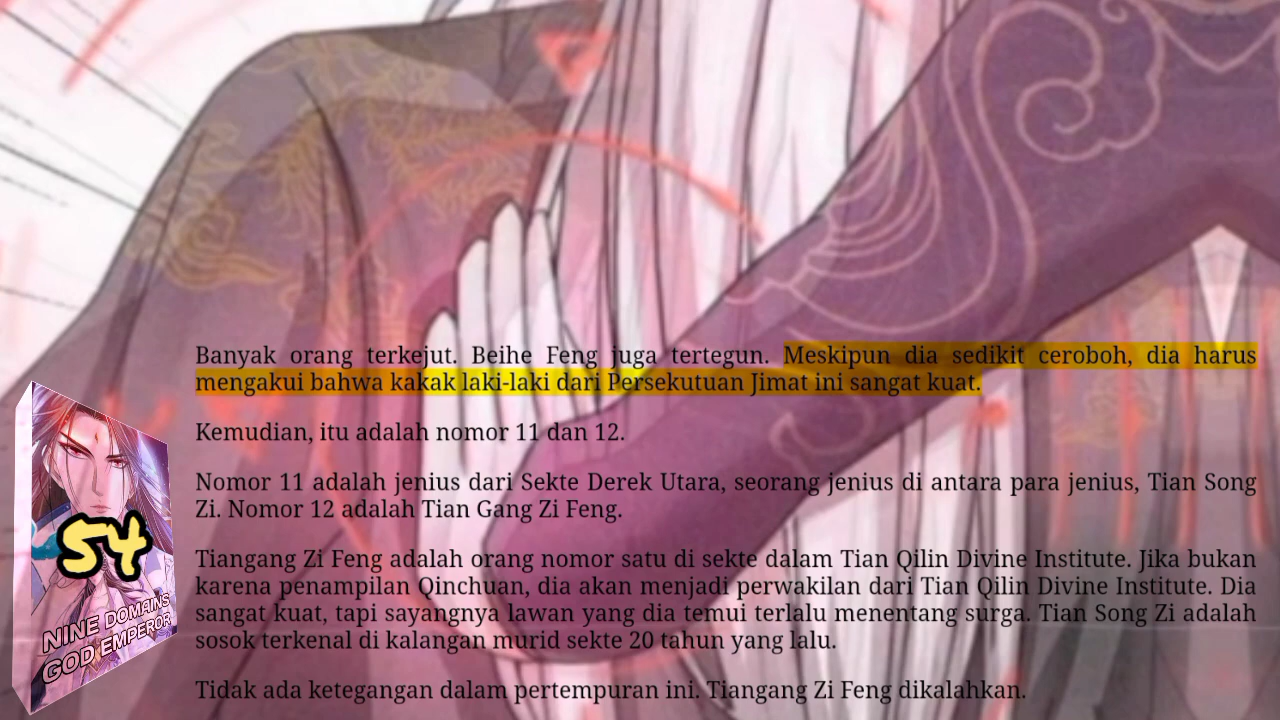 Banyak orang terkejut. Beihe Feng juga tertegun. Meskipun dia sedikit ceroboh, dia harus
mengakui bahwa kakak laki-laki dari Persekutuan Jimat ini sangat kuat.
Kemudian, itu adalah nomor 11 dan 12.
Nomor 11 adalah jenius dari Sekte Derek Utara, seorang jenius di antara para jenius, Tian Song
Zi. Nomor 12 adalah Tian Gang Zi Feng.
Tiangang Zi Feng adalah orang nomor satu di sekte dalam Tian Qilin Divine Institute. Jika bukan
karena penampilan Qinchuan, dia akan menjadi perwakilan dari Tian Qilin Divine Institute. Dia
sangat kuat, tapi sayangnya lawan yang dia temui terlalu menentang surga. Tian Song Zi adalah
sosok terkenal di kalangan murid sekte 20 tahun yang lalu.
Tidak ada ketegangan dalam pertempuran ini. Tiangang Zi Feng dikalahkan.
54
NINE DOMAINS
GOD EMPEROR